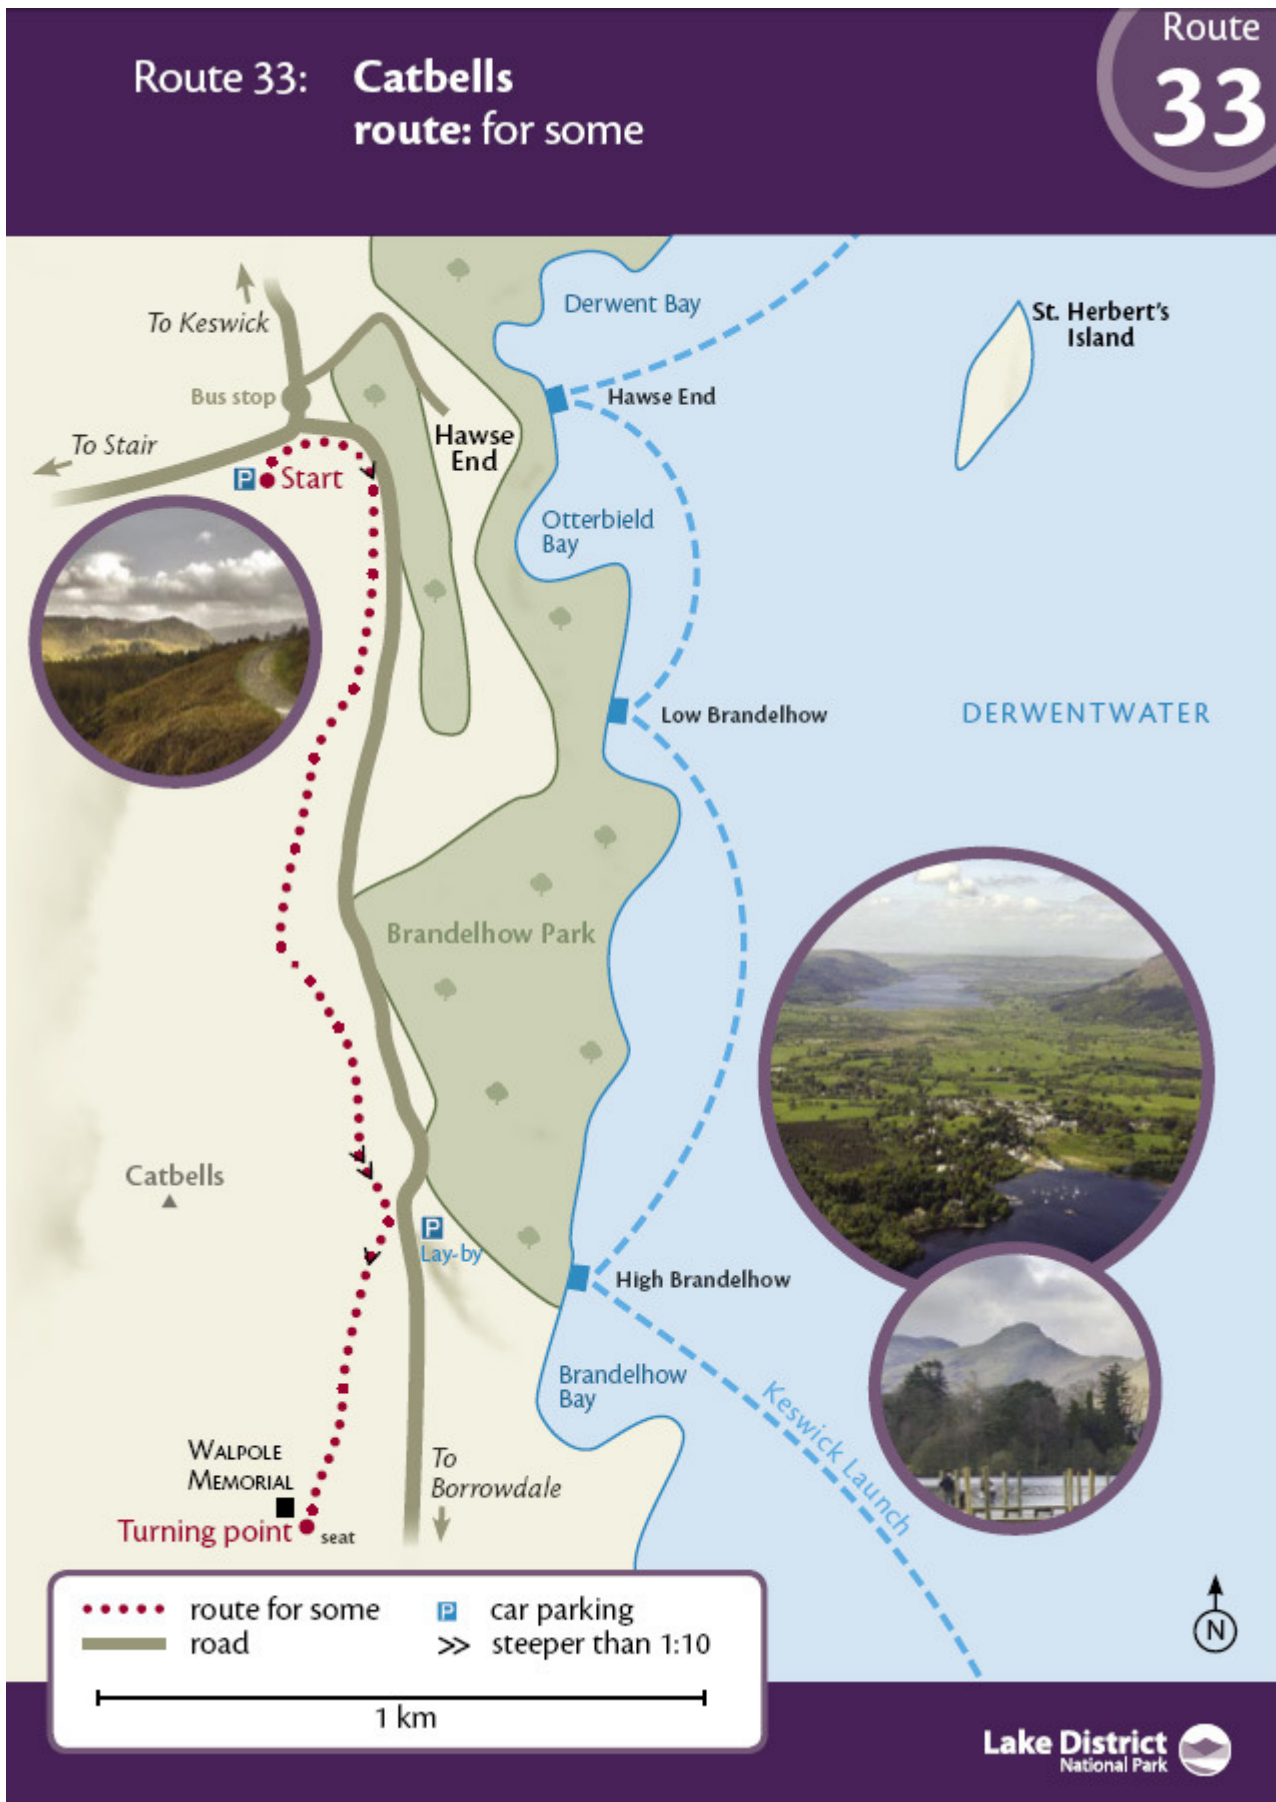 Route
33
Route 33: Catbells
route: for some
To Keswick
Derwent Bay
St. Herbert's
Island
Bus stop
Hawse End
To Stair
Hawse
End
P Start
Otterbield
Bay
Low Brandelhow
DERWENTWATER
Brandelhow Park
Catbells
P
Lay-by
High Brandelhow
Brandelhow
Bay
Keswick Launch
WALPOLE
MEMORIAL
To
Borrowdale
Turning point
seat
route for some
P car parking
road
>> steeper than 1:10
1 km
N
Lake District
National Park